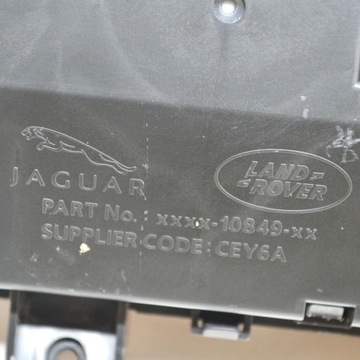 JAGUAR
LAND
ROVER
PART No. : xxxx-10849-xx
SUPPLIER CODE: CEY6A